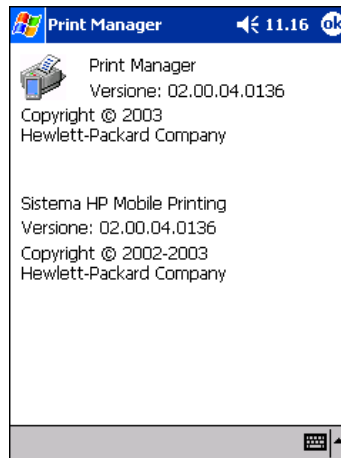 Print Manager 11.16 ok
Print Manager
Versione: 02.00.04.0136
Copyright © 2003
Hewlett-Packard Company
Sistema HP Mobile Printing
Versione: 02.00.04.0136
Copyright © 2002-2003
Hewlett-Packard Company